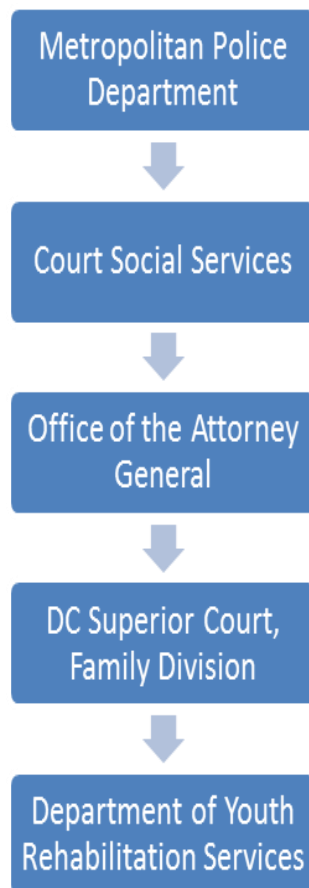 Metropolitan Police
Department
Court Social Services
Office of the Attorney
General
DC Superior Court,
Family Division
Department of Youth
Rehabilitation Services